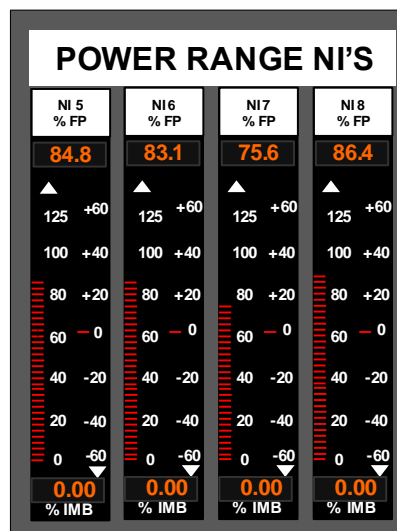 POWER RANGE NI'S
NI 5 NI 6 NI 7 NI 8
% FP % FP % FP % FP
84.8 83.1 75.6 86.4
125 +60 125 +60 125 +60 125 +60
100 +40 100 +40 100 +40 100 +40
80 +20 80 +20 80 +20 80 +20
60 0 60 0 60 0 60 0
40 -20 40 -20 40 -20 40 -20
20 -40 20 -40 20 -40 20 -40
0 -60 0 -60 0 -60 0 -60
0.00 0.00 0.00 0.00
% IMB % IMB % IMB % IMB